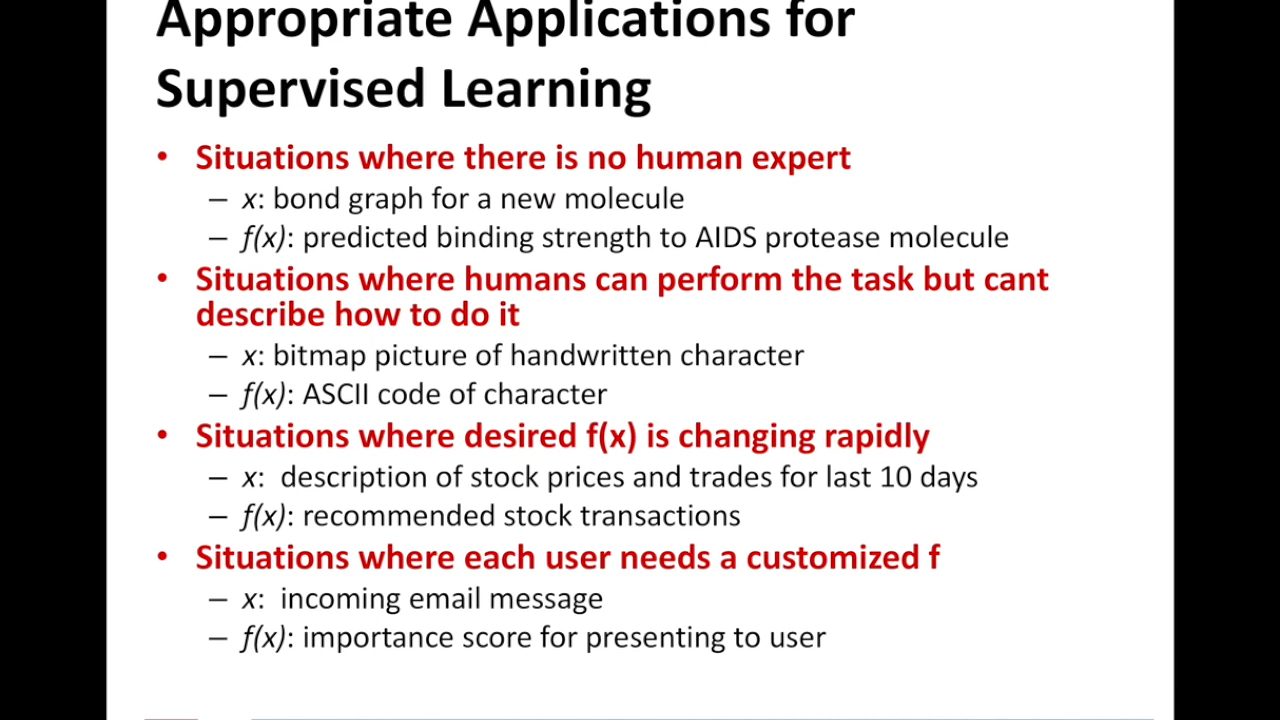 Appropriate Applications for
Supervised Learning
• Situations where there is no human expert
– x: bond graph for a new molecule
– f(x): predicted binding strength to AIDS protease molecule
• Situations where humans can perform the task but cant
describe how to do it
– x: bitmap picture of handwritten character
– f(x): ASCII code of character
• Situations where desired f(x) is changing rapidly
– x:  description of stock prices and trades for last 10 days
– f(x): recommended stock transactions
• Situations where each user needs a customized f
– x:  incoming email message
– f(x): importance score for presenting to user